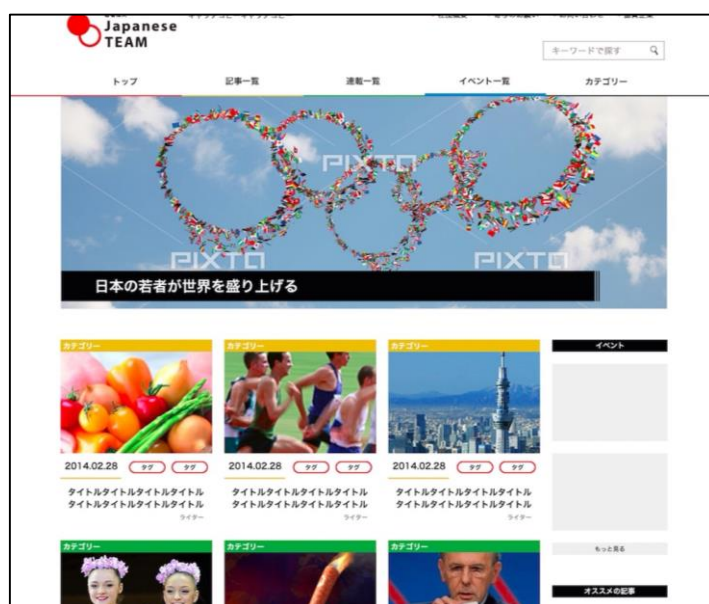 Japanese
TEAM
キーワードで探す
トップ 記事一覧 連載一覧 イベント一覧 カテゴリー
PIXTA
PIXTA PIXTA
日本の若者が世界を盛り上げる
カテゴリー カテゴリー カテゴリー イベント
2014.02.28 タグ タグ 2014.02.28 タグ タグ 2014.02.28 タグ タグ
タイトルタイトルタイトルタイトル タイトルタイトルタイトルタイトル タイトルタイトルタイトルタイトル
タイトルタイトルタイトルタイトル タイトルタイトルタイトルタイトル タイトルタイトルタイトルタイトル
ライター ライター ライター
もっと見る
カテゴリー カテゴリー カテゴリー
オススメの記事